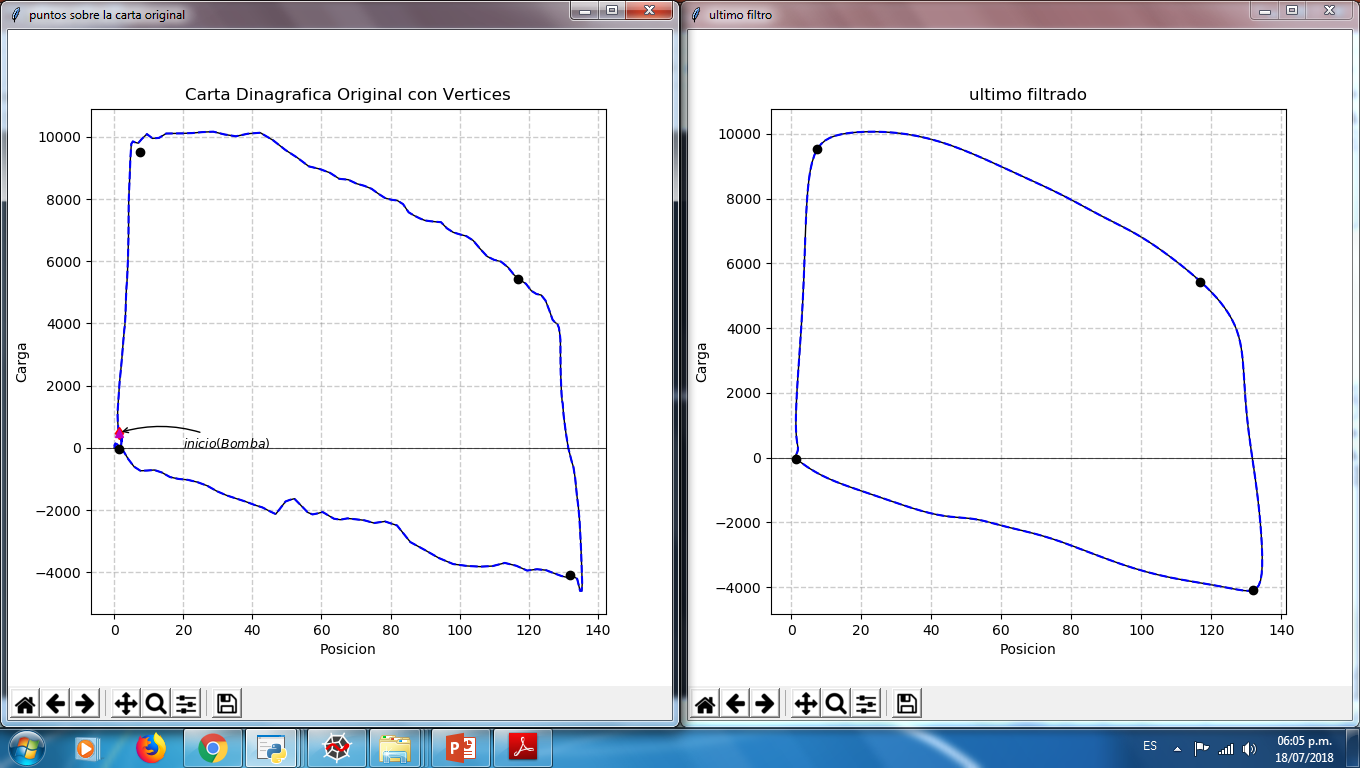 puntos sobre la carta original
Carta Dinagrafica Original con Vertices
10000
8000
6000
4000
2000
0
−2000
−4000
Carga
inicio(Bomba)
0 20 40 60 80 100 120 140
Posicion
ultimo filtro
ultimo filtrado
10000
8000
6000
4000
2000
0
−2000
−4000
Carga
0 20 40 60 80 100 120 140
Posicion
ES
06:05 p.m.
18/07/2018